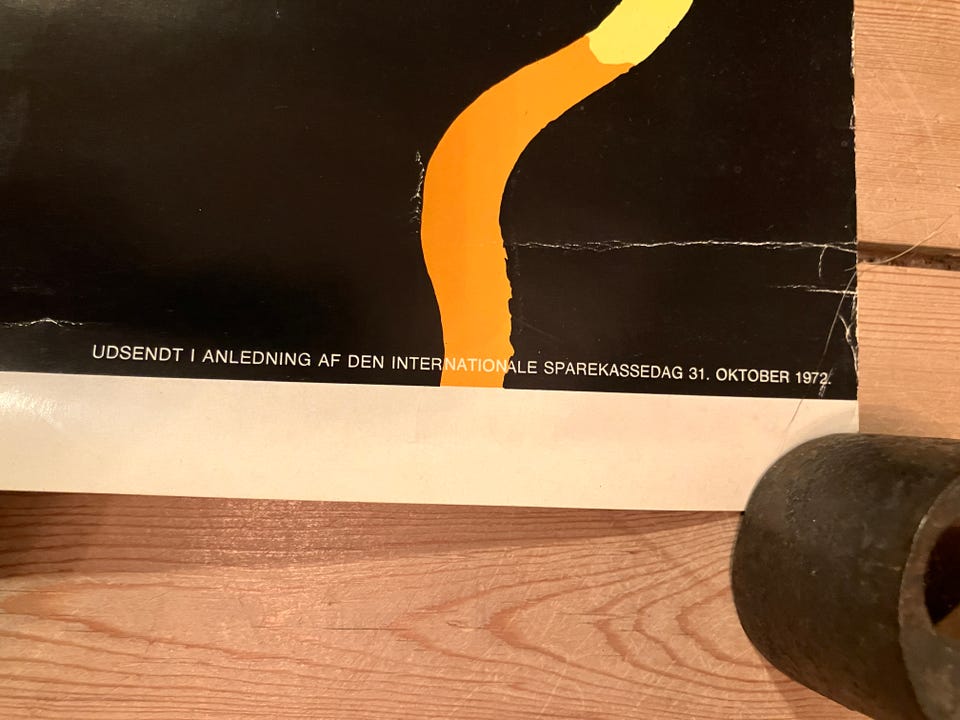 UDSENDT I ANLEDNING AF DEN INTERNATIONALE SPAREKASSEDAG 31. OKTOBER 1972.